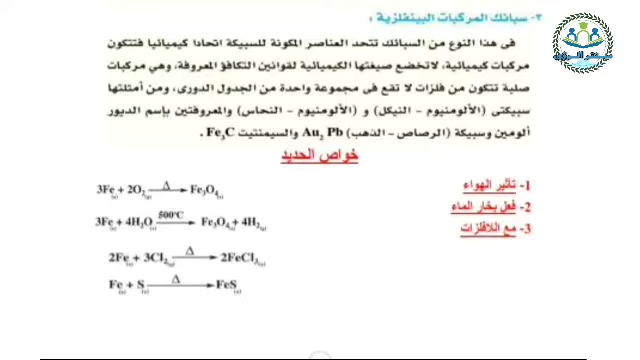 ٣- سبائك المركبات البينفلزية :
فى هذا النوع من السبائك تتحد العناصر المكونة للسبيكة اتحادا كيميائيا فتتكون
مركبات كيميائية، لا تخضع صيغتها الكيميائية لقوانين التكافؤ المعروفة، وهي مركبات
صلبة تتكون من فلزات لا تقع فى مجموعة واحدة من الجدول الدورى، ومن أمثلتها
سبيكتى (الألومنيوم - النيكل) و (الألومنيوم - النحاس) والمعروفتين بإسم الديور
ألومين وسبيكة (الرصاص - الذهب) Au₂ Pb والسيمنتيت Fe₃C .
خواص الحديد
1- تأثير الهواء
3Fe(s) + 2O₂(g) —Δ→ Fe₃O₄(s)
2- فعل بخار الماء
3Fe(s) + 4H₂O(v) —500°C→ Fe₃O₄(s) + 4H₂(g)
3- مع اللافلزات
2Fe(s) + 3Cl₂(g) —Δ→ 2FeCl₃(s)
Fe(s) + S(s) —Δ→ FeS(s)